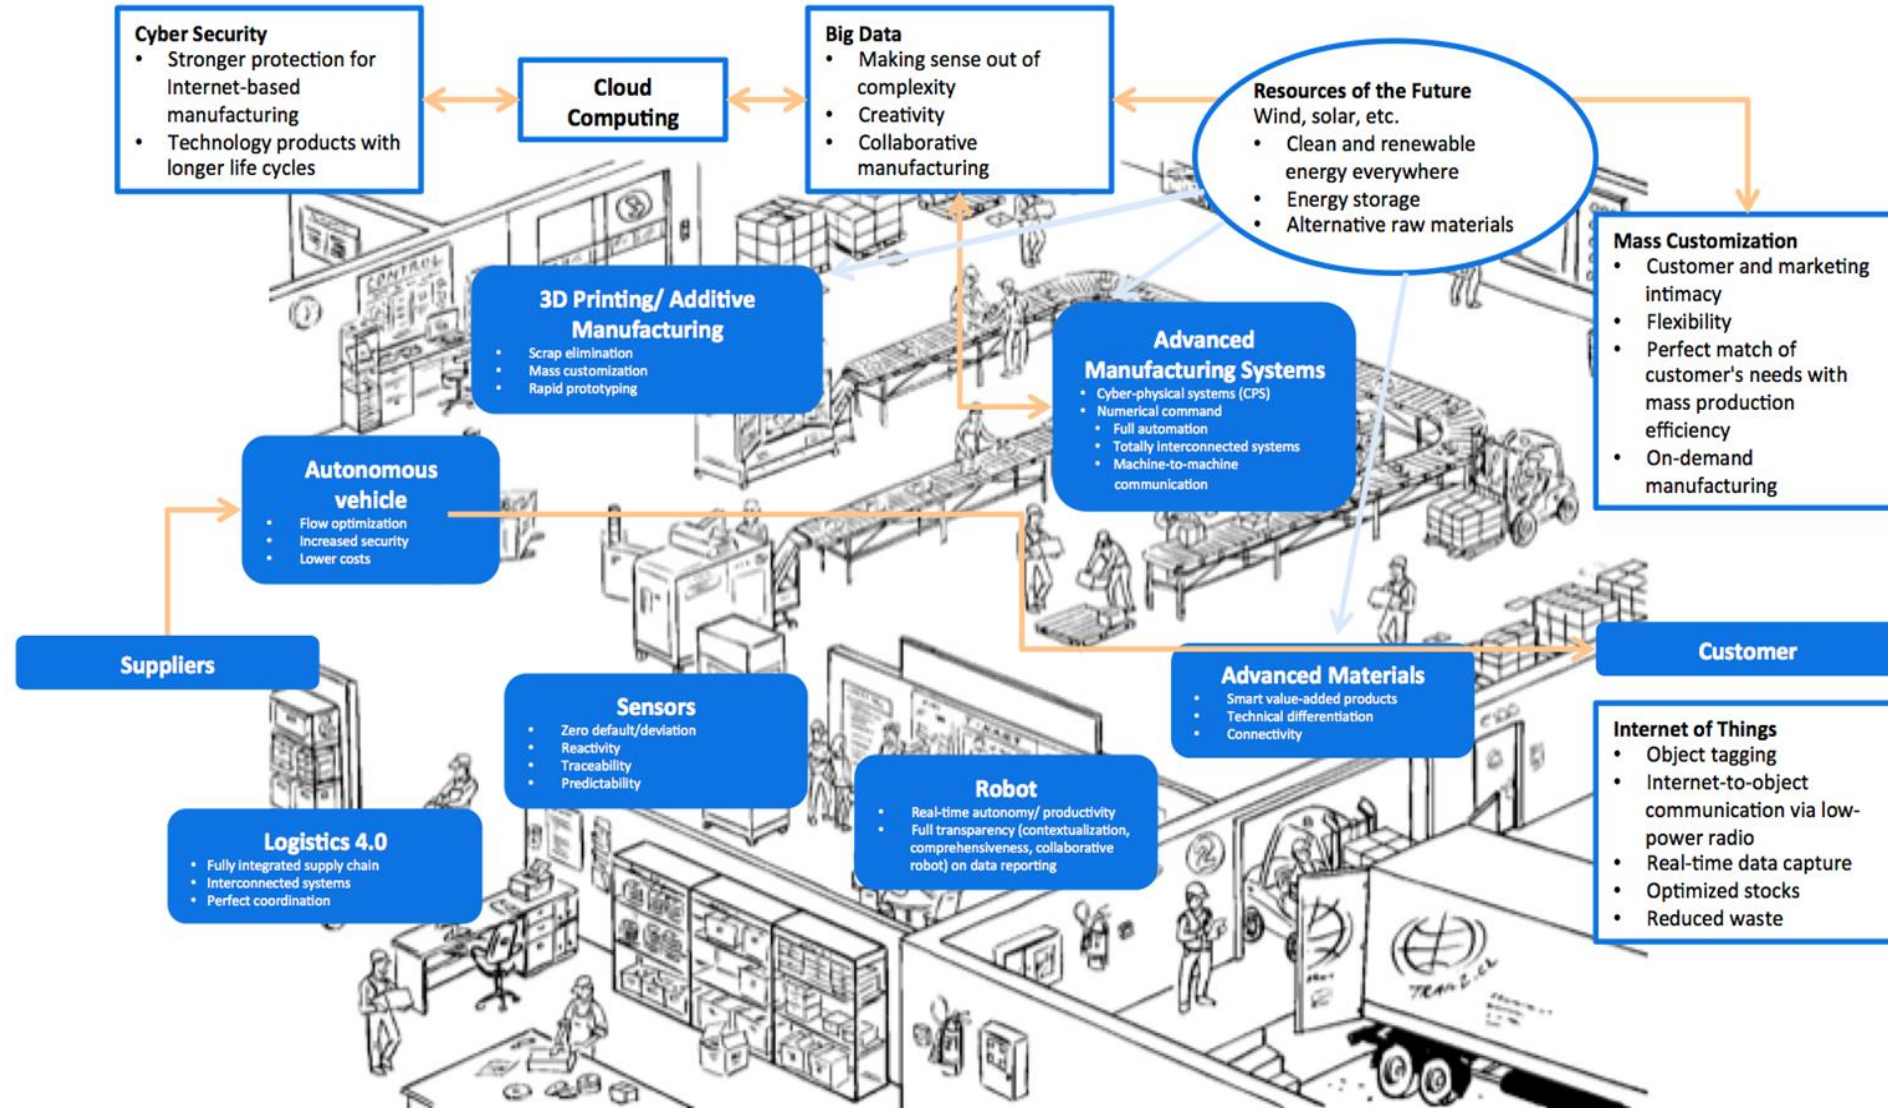 Cyber Security
• Stronger protection for
Internet-based
manufacturing
• Technology products with
longer life cycles
Cloud
Computing
Big Data
• Making sense out of
complexity
• Creativity
• Collaborative
manufacturing
Resources of the Future
Wind, solar, etc.
• Clean and renewable
energy everywhere
• Energy storage
• Alternative raw materials
Mass Customization
• Customer and marketing
intimacy
• Flexibility
• Perfect match of
customer's needs with
mass production
efficiency
• On-demand
manufacturing
CONTROL
3D Printing/ Additive
Manufacturing
• Scrap elimination
• Mass customization
• Rapid prototyping
Advanced
Manufacturing Systems
• Cyber-physical systems (CPS)
• Numerical command
• Full automation
• Totally interconnected systems
• Machine-to-machine
communication
Autonomous
vehicle
• Flow optimization
• Increased security
• Lower costs
Suppliers
Customer
Advanced Materials
• Smart value-added products
• Technical differentiation
• Connectivity
Sensors
• Zero default/deviation
• Reactivity
• Traceability
• Predictability
Internet of Things
• Object tagging
• Internet-to-object
communication via low-
power radio
• Real-time data capture
• Optimized stocks
• Reduced waste
Robot
• Real-time autonomy/ productivity
• Full transparency (contextualization,
comprehensiveness, collaborative
robot) on data reporting
Logistics 4.0
• Fully integrated supply chain
• Interconnected systems
• Perfect coordination
3
2